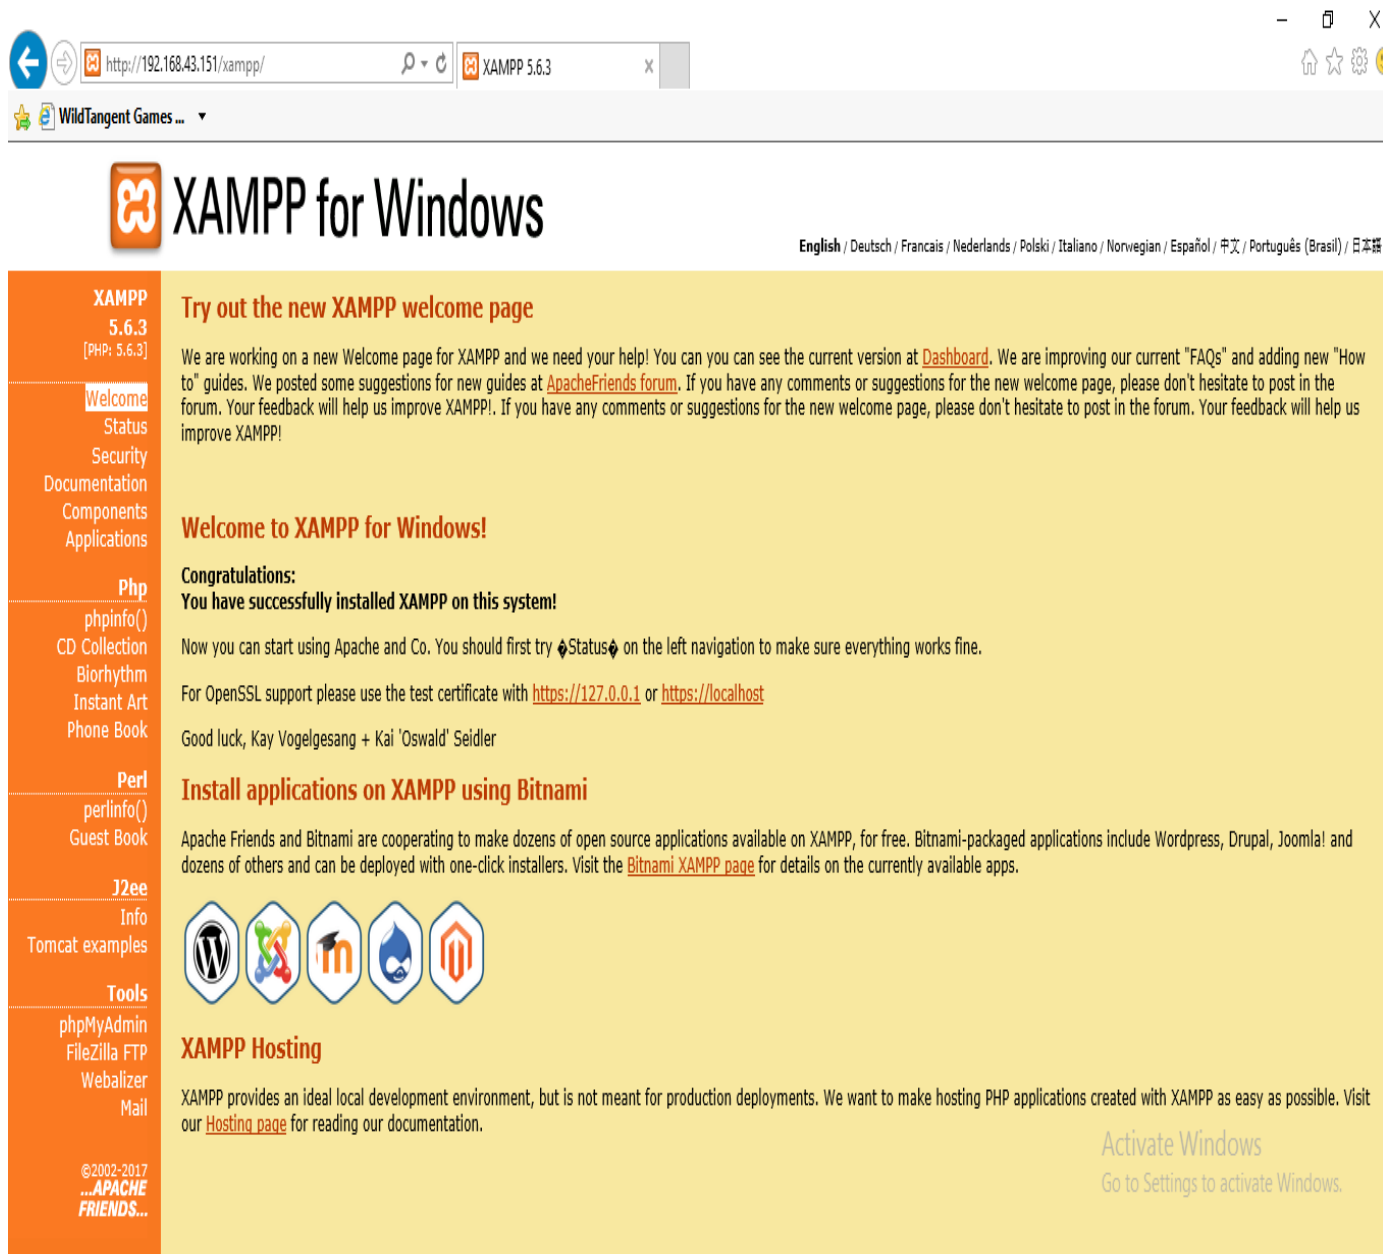 http://192.168.43.151/xampp/
XAMPP 5.6.3
WildTangent Games ...
XAMPP for Windows
English / Deutsch / Francais / Nederlands / Polski / Italiano / Norwegian / Español / 中文 / Português (Brasil) / 日本語
XAMPP
5.6.3
[PHP: 5.6.3]
Welcome
Status
Security
Documentation
Components
Applications
Php
phpinfo()
CD Collection
Biorhythm
Instant Art
Phone Book
Perl
perlinfo()
Guest Book
J2ee
Info
Tomcat examples
Tools
phpMyAdmin
FileZilla FTP
Webalizer
Mail
©2002-2017
...APACHE
FRIENDS...
Try out the new XAMPP welcome page
We are working on a new Welcome page for XAMPP and we need your help! You can you can see the current version at Dashboard. We are improving our current "FAQs" and adding new "How
to" guides. We posted some suggestions for new guides at ApacheFriends forum. If you have any comments or suggestions for the new welcome page, please don't hesitate to post in the
forum. Your feedback will help us improve XAMPP!. If you have any comments or suggestions for the new welcome page, please don't hesitate to post in the forum. Your feedback will help us
improve XAMPP!
Welcome to XAMPP for Windows!
Congratulations:
You have successfully installed XAMPP on this system!
Now you can start using Apache and Co. You should first try �Status� on the left navigation to make sure everything works fine.
For OpenSSL support please use the test certificate with https://127.0.0.1 or https://localhost
Good luck, Kay Vogelgesang + Kai 'Oswald' Seidler
Install applications on XAMPP using Bitnami
Apache Friends and Bitnami are cooperating to make dozens of open source applications available on XAMPP, for free. Bitnami-packaged applications include Wordpress, Drupal, Joomla! and
dozens of others and can be deployed with one-click installers. Visit the Bitnami XAMPP page for details on the currently available apps.
XAMPP Hosting
XAMPP provides an ideal local development environment, but is not meant for production deployments. We want to make hosting PHP applications created with XAMPP as easy as possible. Visit
our Hosting page for reading our documentation.
Activate Windows
Go to Settings to activate Windows.